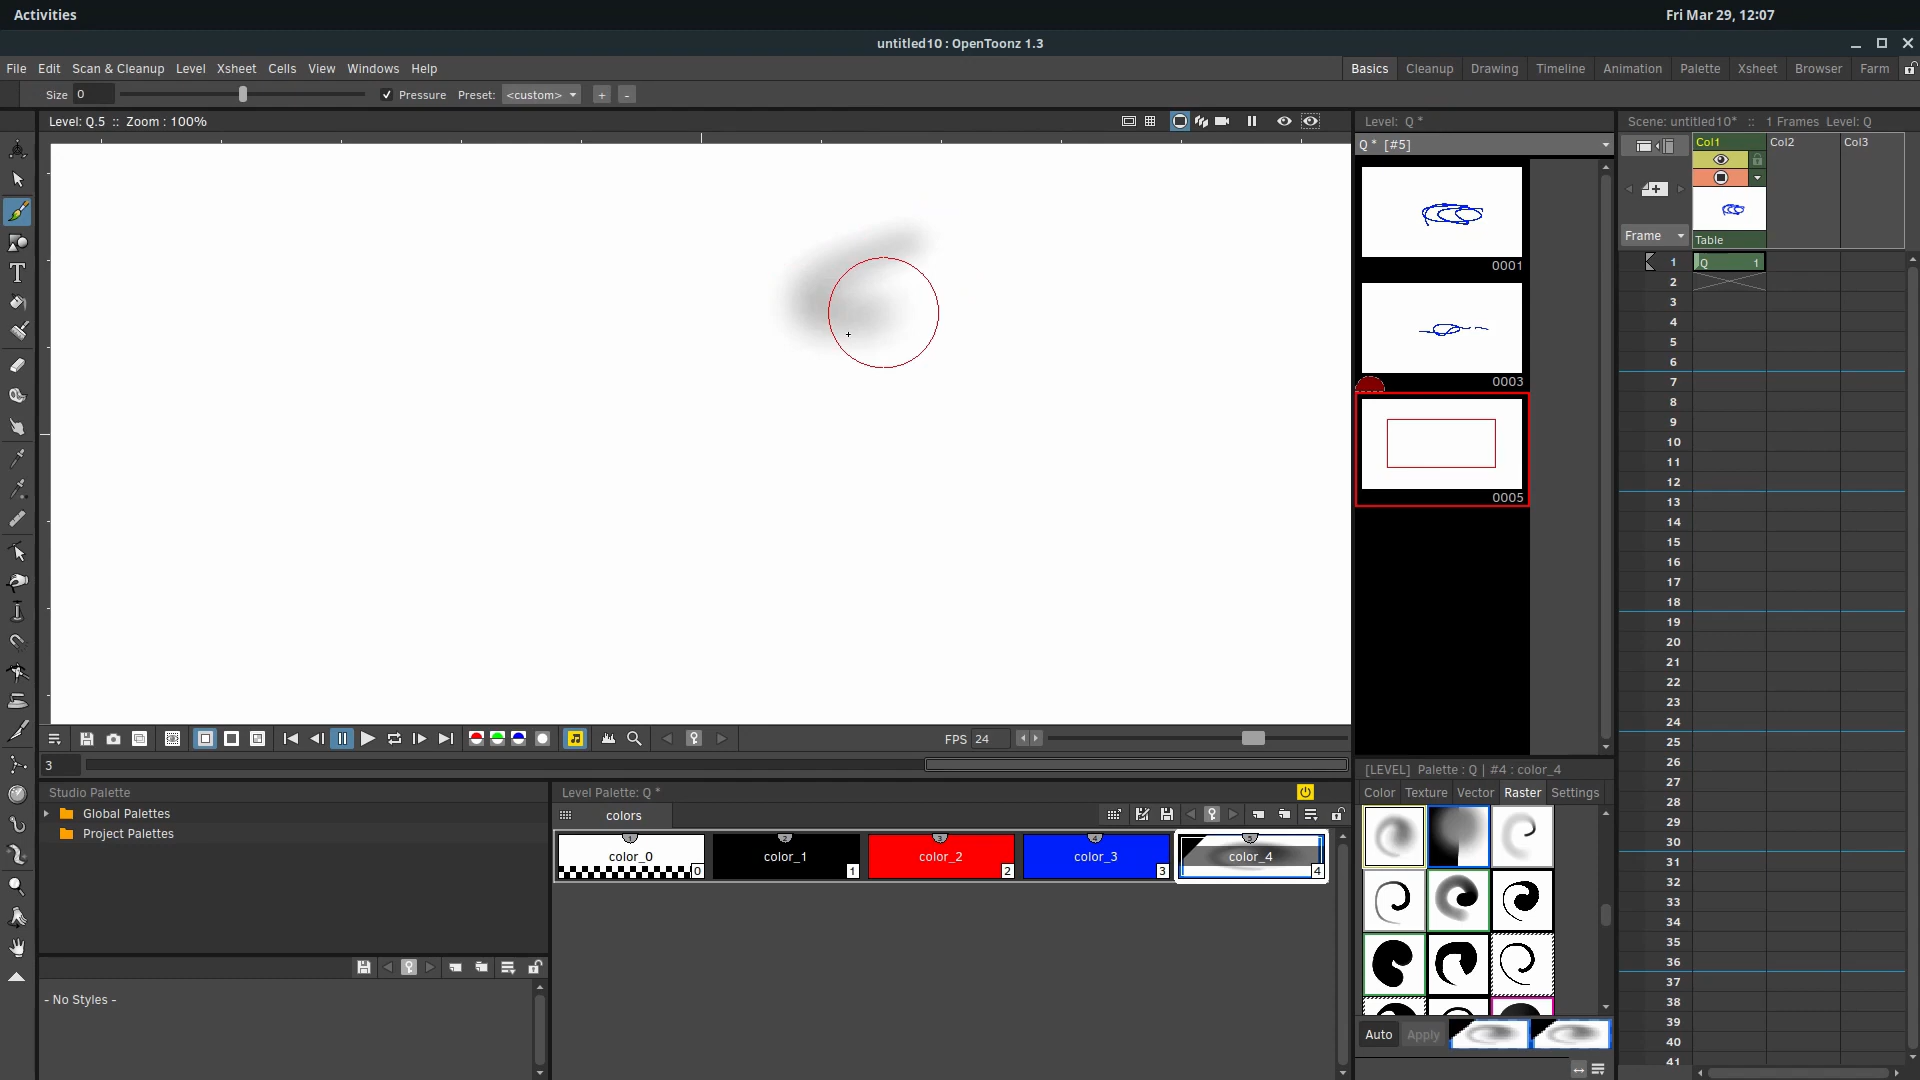 Activities
Fri Mar 29, 12:07
untitled10 : OpenToonz 1.3
File Edit Scan & Cleanup Level Xsheet Cells View Windows Help
Basics Cleanup Drawing Timeline Animation Palette Xsheet Browser Farm
Size 0 Pressure Preset: <custom> + -
Level: Q.5 :: Zoom : 100%
Level: Q *
Scene: untitled10* :: 1 Frames Level: Q
Q * [#5]
Col1 Col2 Col3
0001
0003
0005
Table
Frame
Q 1
1
2
3
4
5
6
7
8
9
10
11
12
13
14
15
16
17
18
19
20
21
22
23
24
25
26
27
28
29
30
31
32
33
34
35
36
37
38
39
40
41
FPS 24
3
[LEVEL] Palette : Q | #4 : color_4
Color Texture Vector Raster Settings
Auto Apply
Studio Palette
Global Palettes
Project Palettes
- No Styles -
Level Palette: Q *
colors
1 2 3 4 5
color_0 color_1 color_2 color_3 color_4
0 1 2 3 4